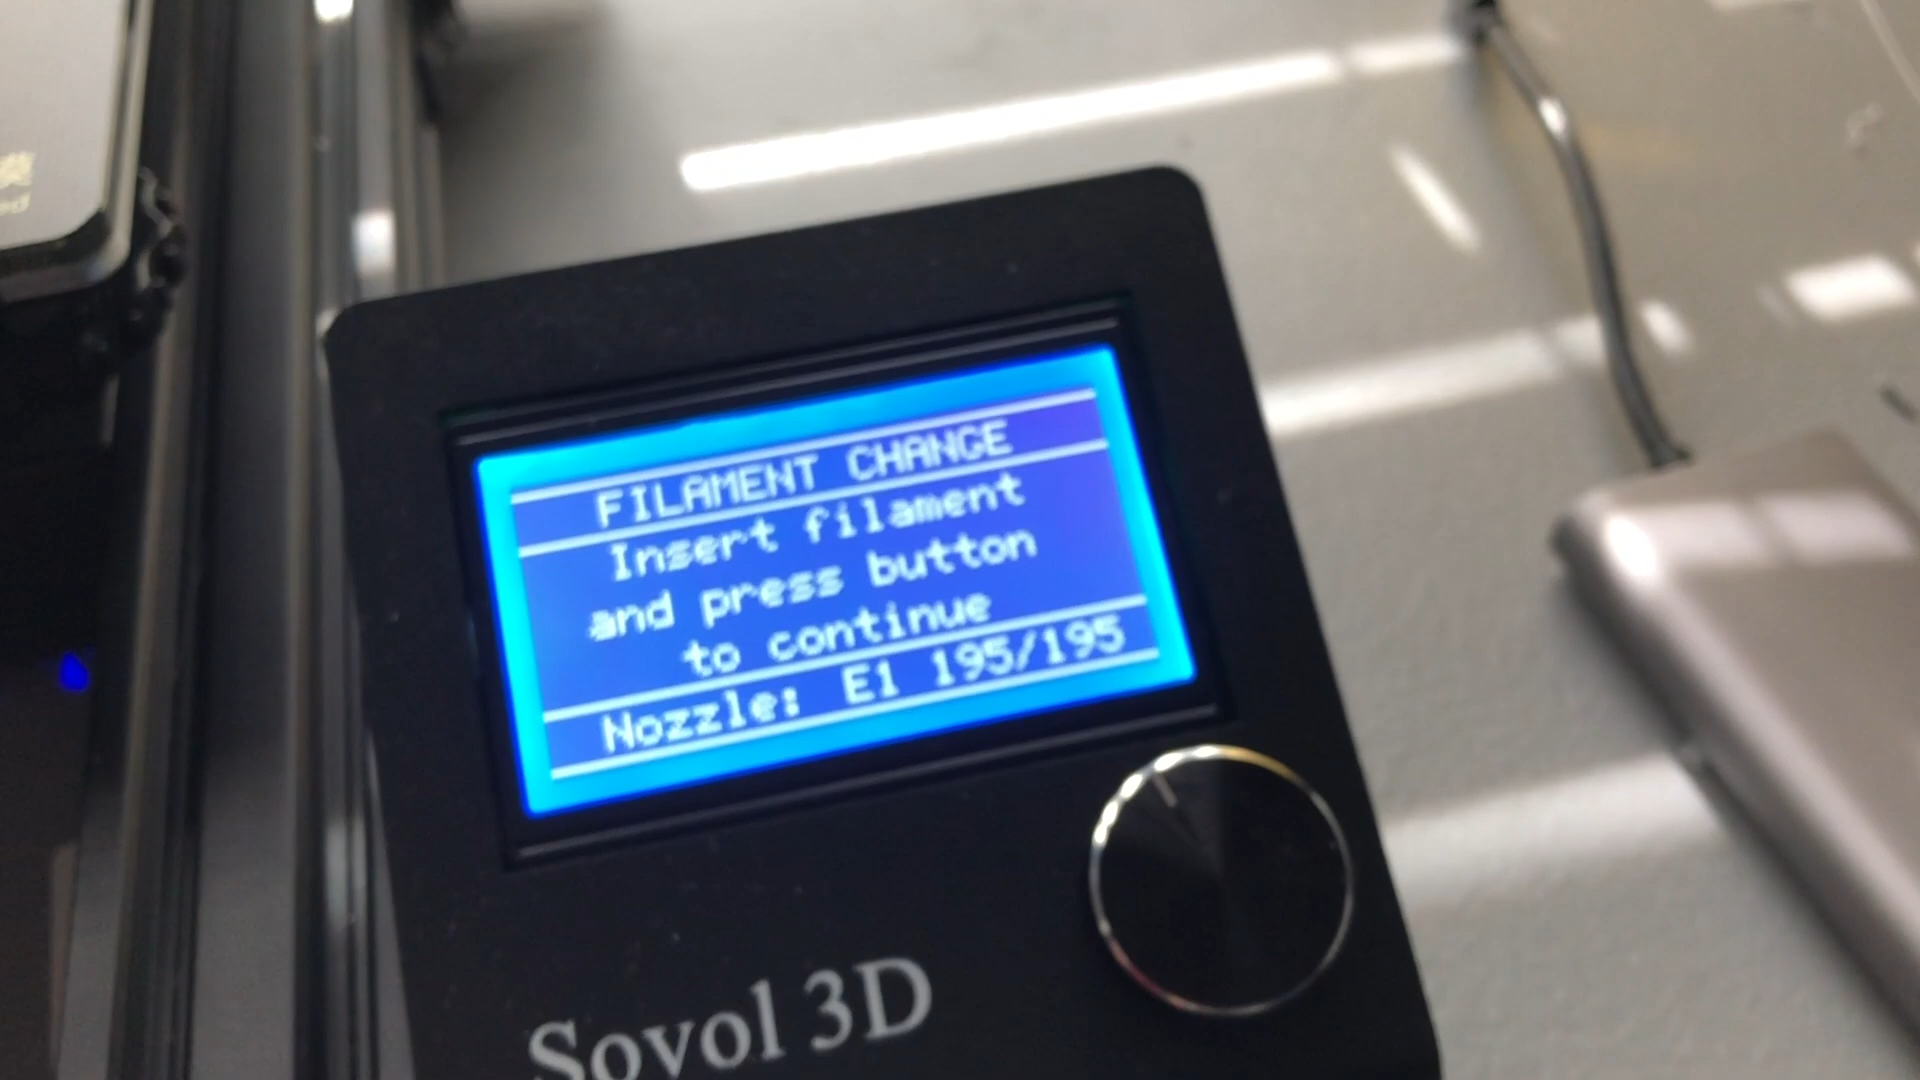 FILAMENT CHANGE
Insert filament
and press button
to continue
Nozzle: E1 195/195
Sovol 3D